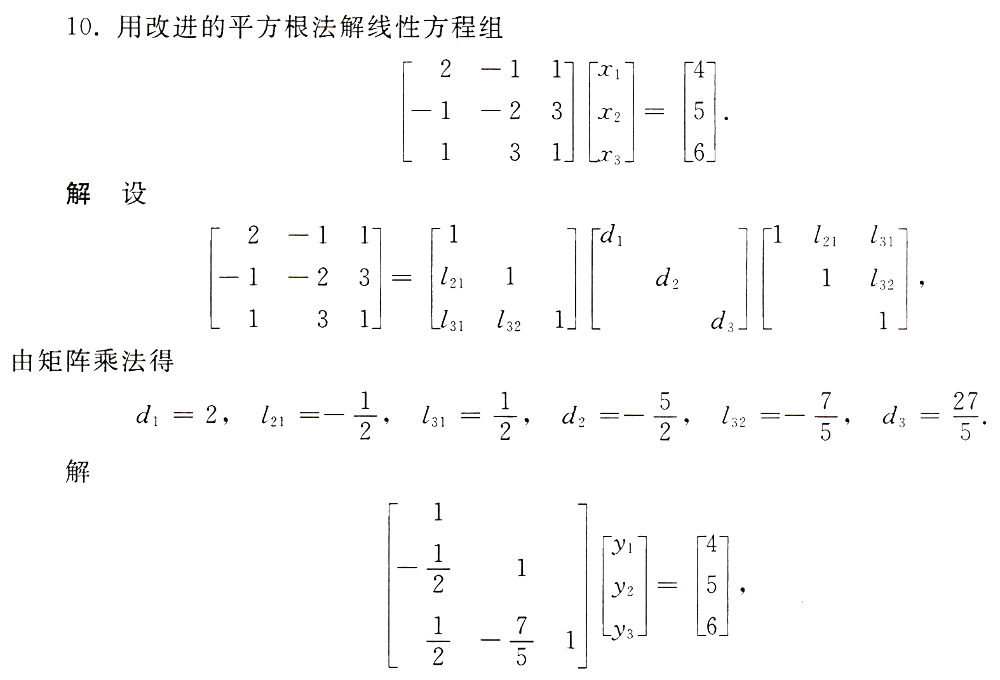 10. 用改进的平方根法解线性方程组
\begin{bmatrix} 2 & -1 & 1 \\ -1 & -2 & 3 \\ 1 & 3 & 1 \end{bmatrix} \begin{bmatrix} x_1 \\ x_2 \\ x_3 \end{bmatrix} = \begin{bmatrix} 4 \\ 5 \\ 6 \end{bmatrix}.
解 设
\begin{bmatrix} 2 & -1 & 1 \\ -1 & -2 & 3 \\ 1 & 3 & 1 \end{bmatrix} = \begin{bmatrix} 1 & & \\ l_{21} & 1 & \\ l_{31} & l_{32} & 1 \end{bmatrix} \begin{bmatrix} d_1 & & \\ & d_2 & \\ & & d_3 \end{bmatrix} \begin{bmatrix} 1 & l_{21} & l_{31} \\ & 1 & l_{32} \\ & & 1 \end{bmatrix},
由矩阵乘法得
d_1 = 2, l_{21} = -\frac{1}{2}, l_{31} = \frac{1}{2}, d_2 = -\frac{5}{2}, l_{32} = -\frac{7}{5}, d_3 = \frac{27}{5}.
解
\begin{bmatrix} 1 & & \\ -\frac{1}{2} & 1 & \\ \frac{1}{2} & -\frac{7}{5} & 1 \end{bmatrix} \begin{bmatrix} y_1 \\ y_2 \\ y_3 \end{bmatrix} = \begin{bmatrix} 4 \\ 5 \\ 6 \end{bmatrix},